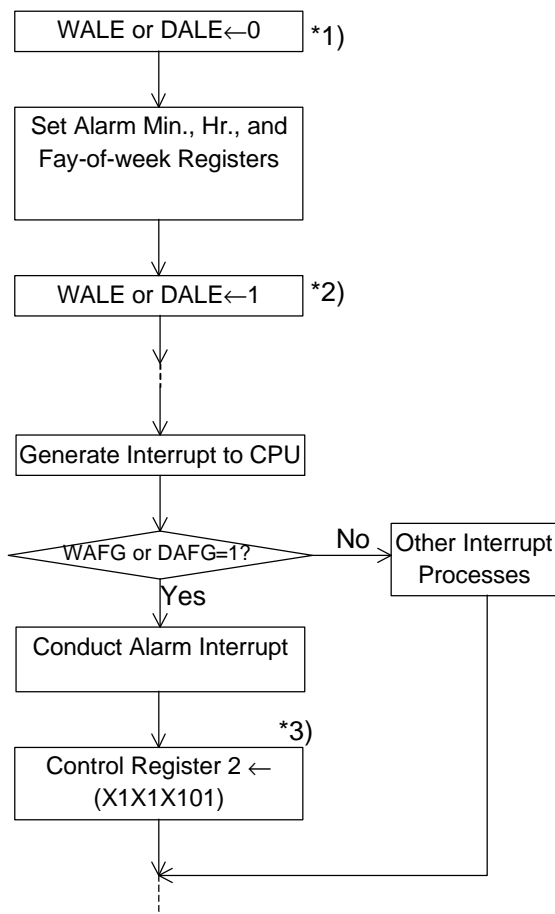 WALE or DALE←0
*1)
Set Alarm Min., Hr., and
Fay-of-week Registers
WALE or DALE←1
*2)
Generate Interrupt to CPU
WAFG or DAFG=1?
No
Other Interrupt
Processes
Yes
Conduct Alarm Interrupt
*3)
Control Register 2 ←
(X1X1X101)